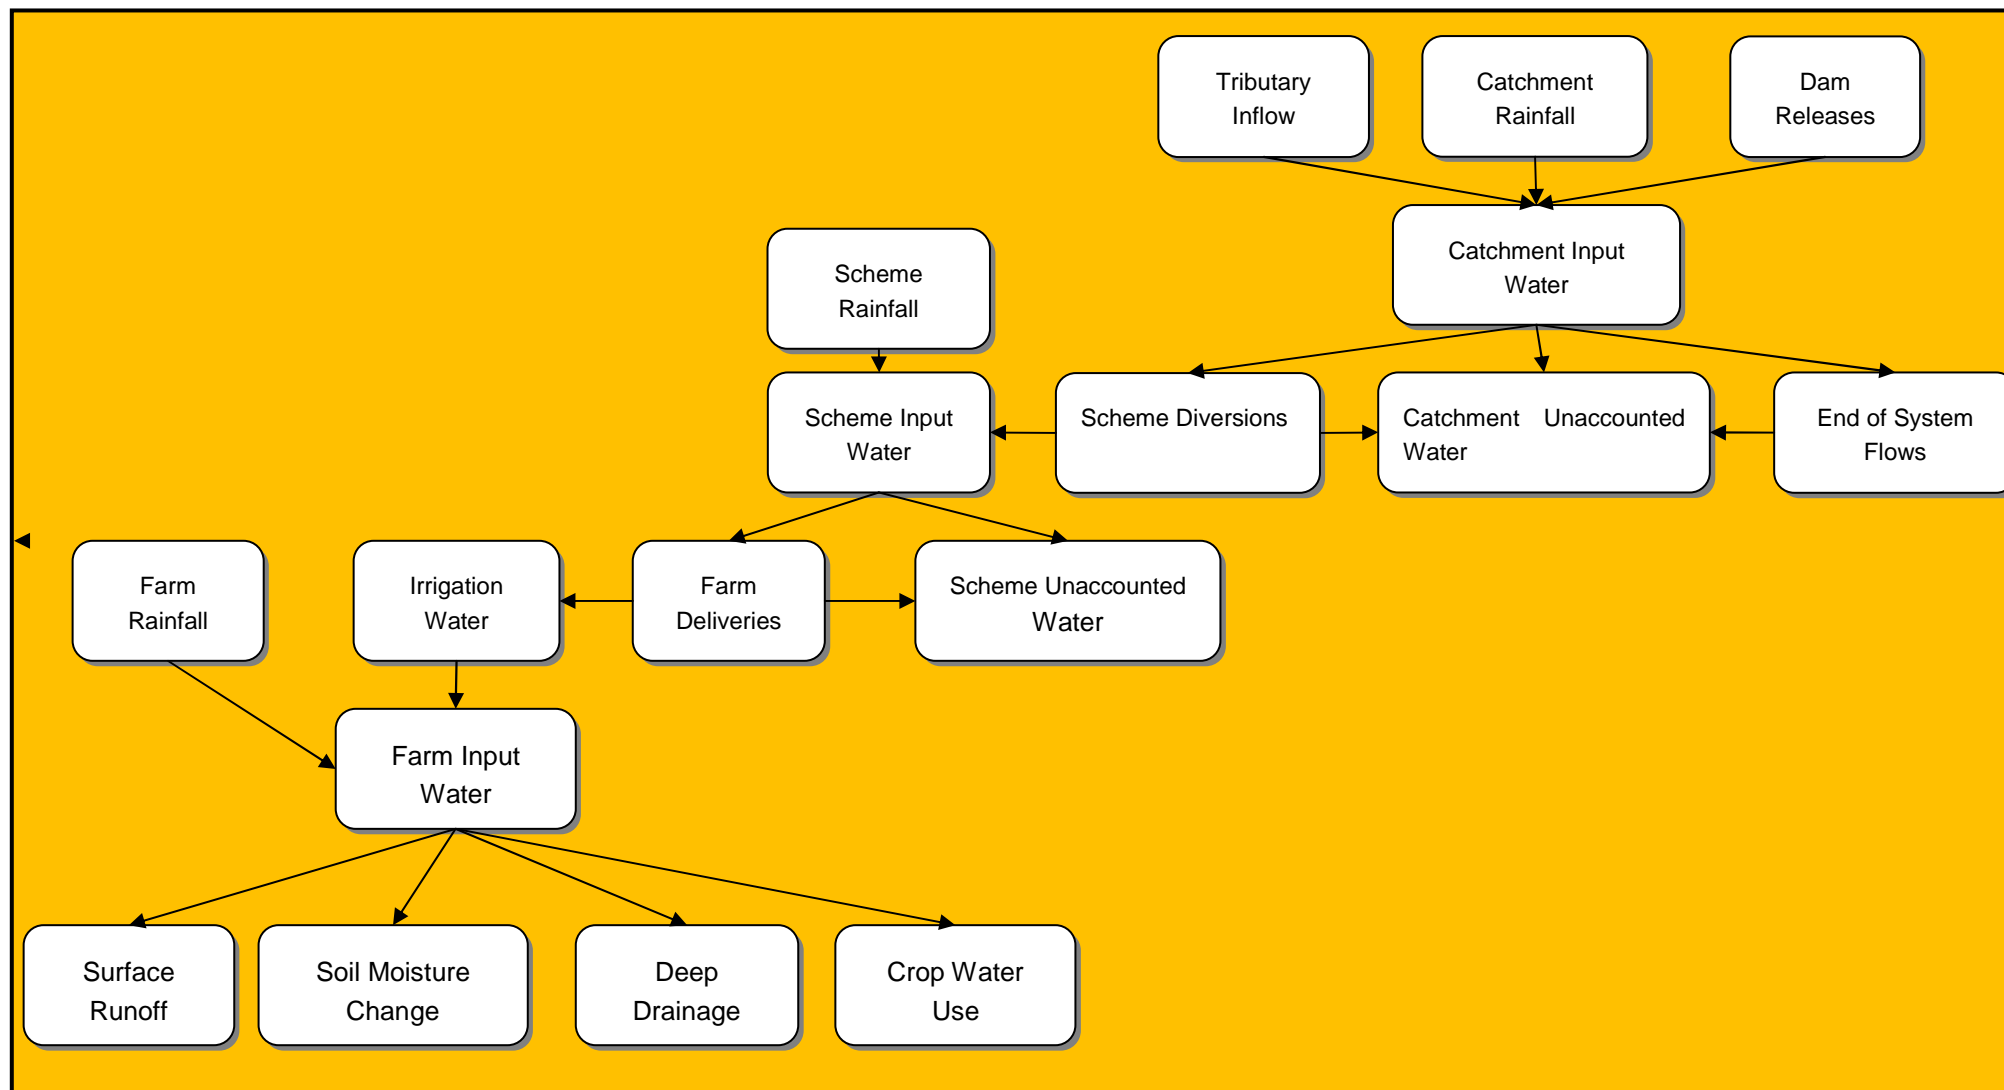 Tributary
Inflow
Catchment
Rainfall
Dam
Releases
Catchment Input
Water
Scheme
Rainfall
Scheme Input
Water
Scheme Diversions
Catchment Unaccounted
Water
End of System
Flows
Farm
Rainfall
Irrigation
Water
Farm
Deliveries
Scheme Unaccounted
Water
Farm Input
Water
Surface
Runoff
Soil Moisture
Change
Deep
Drainage
Crop Water
Use